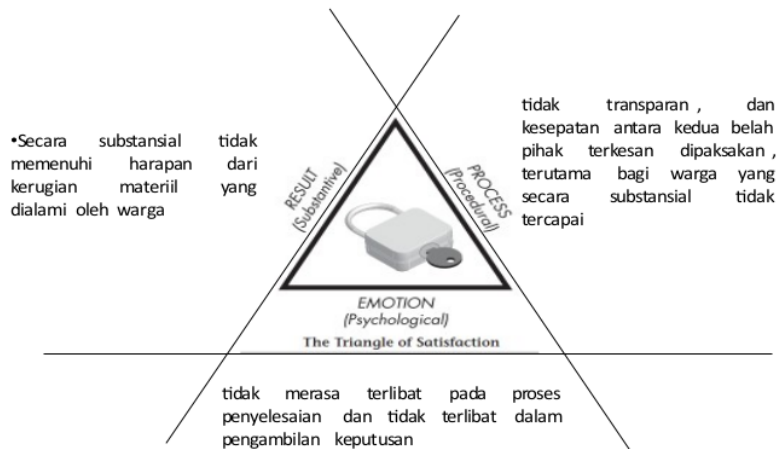 •Secara substansial tidak
memenuhi harapan dari
kerugian materiil yang
dialami oleh warga
tidak transparan , dan
kesepatan antara kedua belah
pihak terkesan dipaksakan ,
terutama bagi warga yang
secara substansial tidak
tercapai
RESULT
(Substantive)
PROCESS
(Procedural)
EMOTION
(Psychological)
The Triangle of Satisfaction
tidak merasa terlibat pada proses
penyelesaian dan tidak terlibat dalam
pengambilan keputusan